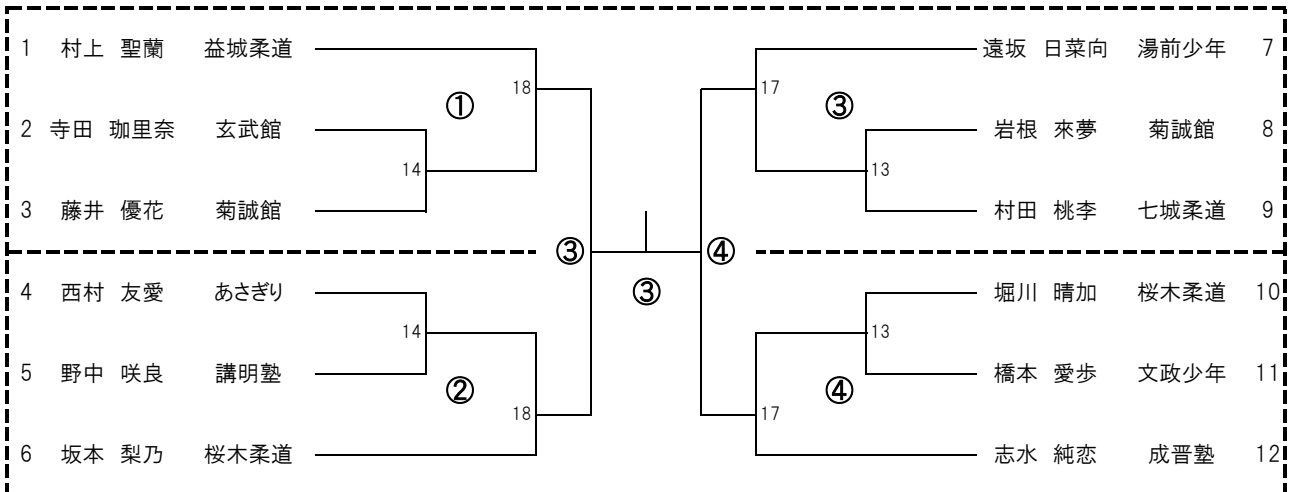 1 村上 聖蘭 益城柔道
遠坂 日菜向 湯前少年 7
18
17
① ③
2 寺田 珈里奈 玄武館
岩根 來夢 菊誠館 8
14
13
3 藤井 優花 菊誠館
村田 桃李 七城柔道 9
③ ④
③
4 西村 友愛 あさぎり
堀川 晴加 桜木柔道 10
14
13
5 野中 咲良 講明塾
橋本 愛歩 文政少年 11
② ④
18
17
6 坂本 梨乃 桜木柔道
志水 純恋 成晋塾 12